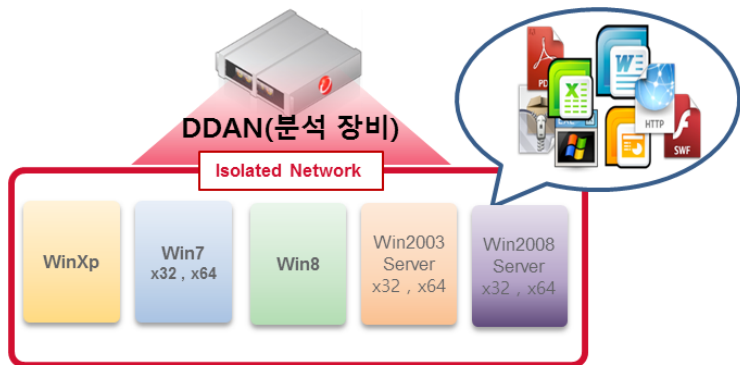 DDAN(분석 장비)
Isolated Network
WinXp
Win7
x32 , x64
Win8
Win2003
Server
x32 , x64
Win2008
Server
x32 , x64
HTTP
SWF